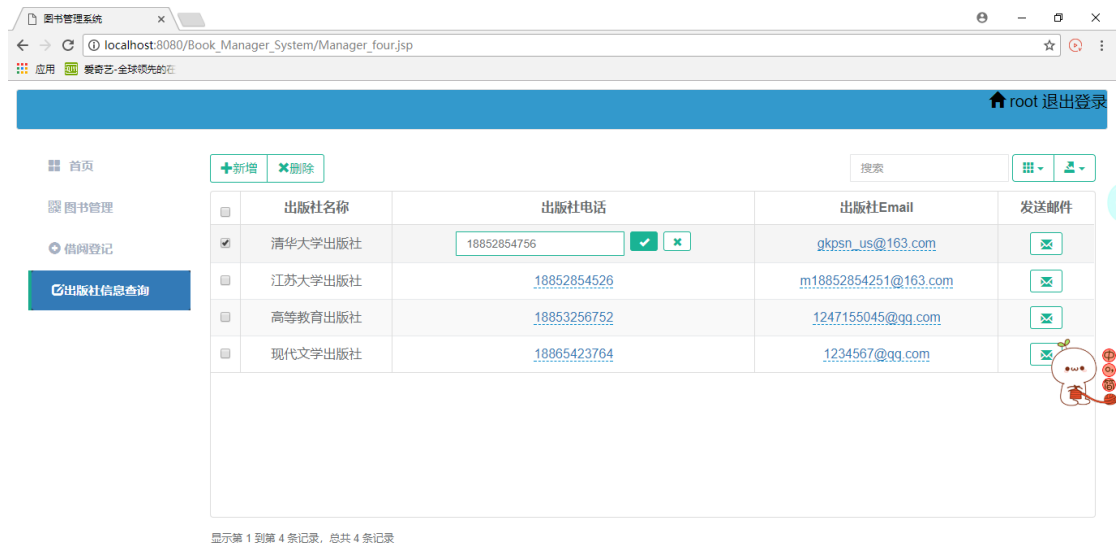 图书管理系统
localhost:8080/Book_Manager_System/Manager_four.jsp
应用 爱奇艺-全球领先的在
root 退出登录
首页
图书管理
借阅登记
出版社信息查询
新增 删除 搜索
出版社名称 出版社电话 出版社Email 发送邮件
清华大学出版社 18852854756 gkpsn_us@163.com
江苏大学出版社 18852854526 m18852854251@163.com
高等教育出版社 18853256752 1247155045@qq.com
现代文学出版社 18865423764 1234567@qq.com
中
简
显示第 1 到第 4 条记录，总共 4 条记录